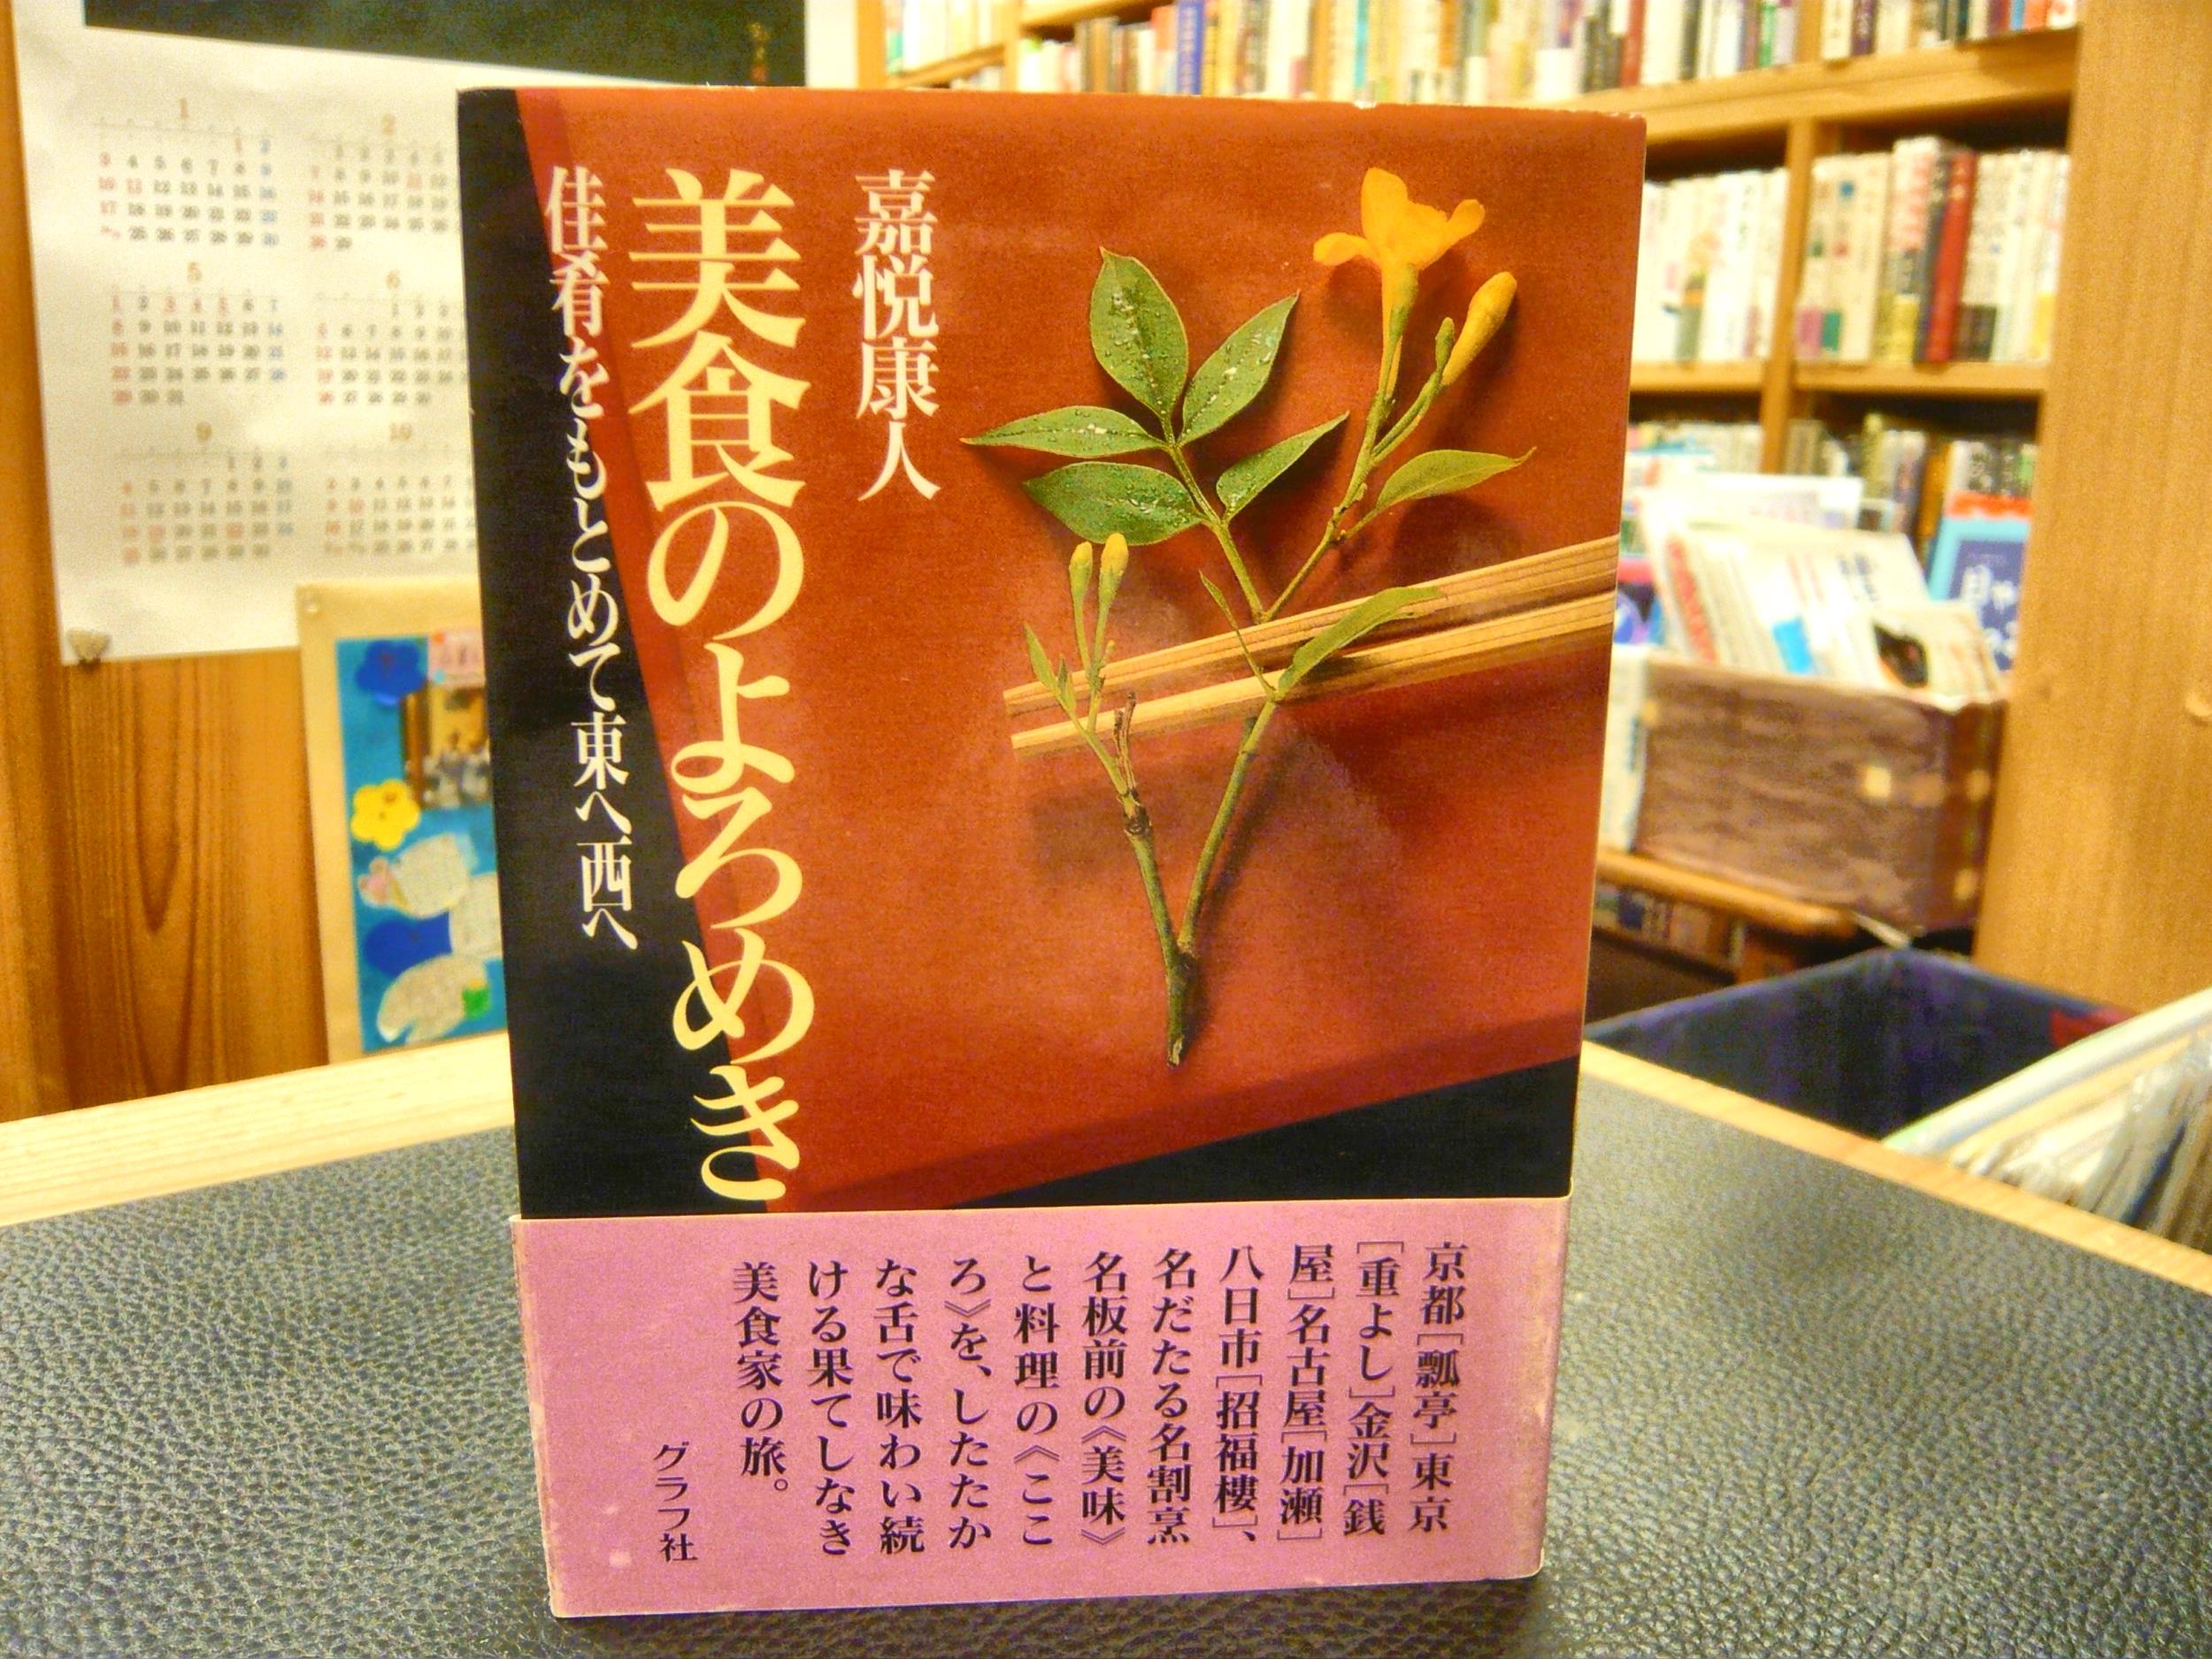 嘉悦康人
美食のよろめき
佳肴をもとめて東へ西へ
京都[瓢亭]東京
[重よし]金沢[銭
屋]名古屋[加瀬]
八日市[招福樓]、
名だたる名割烹
名板前の《美味》
と料理の《ここ
ろ》を、したたか
な舌で味わい続
ける果てしなき
美食家の旅。
グラフ社